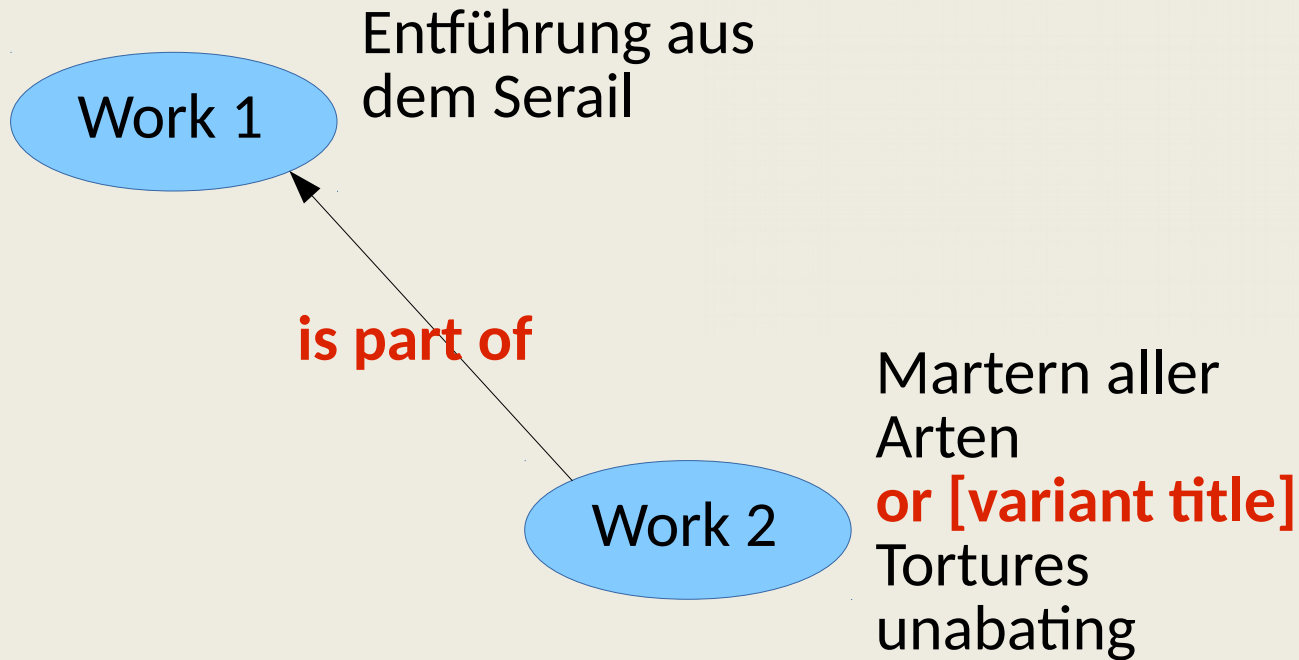 Entführung aus
dem Serail
Work 1
is part of
Martern aller
Arten
or [variant title]
Work 2
Tortures
unabating